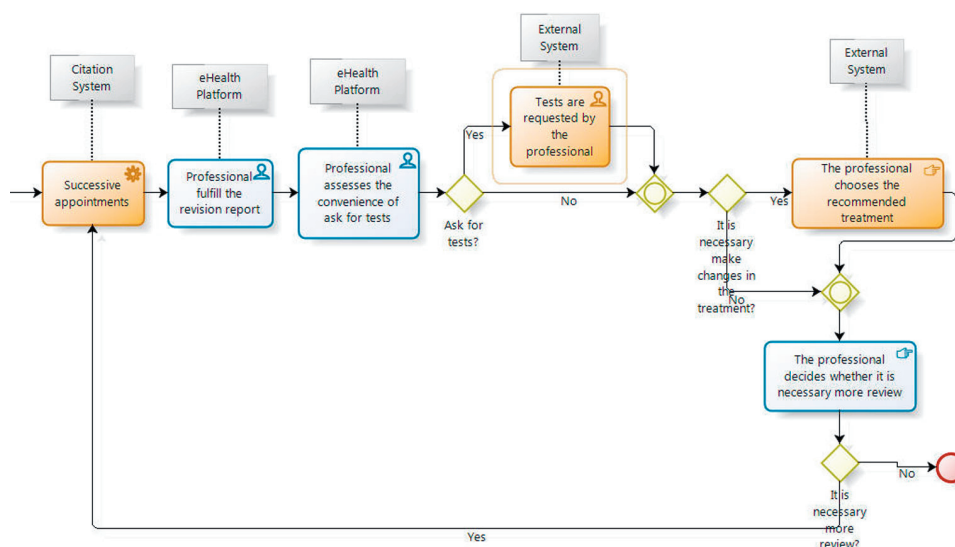 Citation
System
eHealth
Platform
eHealth
Platform
External
System
External
System
Successive
appointments
Professional
fulfill the
revision report
Professional
assesses the
convenience of
ask for tests
Ask for
tests?
Yes
Tests are
requested by
the
professional
No
It is
necessary
make
changes in
the
treatment?
Yes
No
The professional
chooses the
recommended
treatment
The professional
decides whether it is
necessary more review
It is
necessary
more
review?
No
Yes